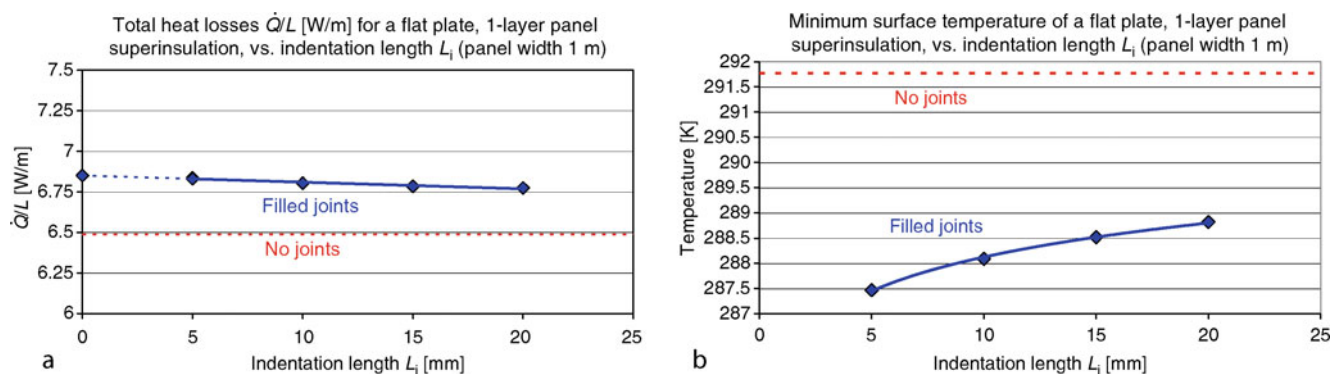 Total heat losses Q̇/L [W/m] for a flat plate, 1-layer panel
superinsulation, vs. indentation length Li (panel width 1 m)
7.5
7.25
7
6.75
6.5
6.25
6
Q̇/L [W/m]
Filled joints
No joints
0 5 10 15 20 25
Indentation length Li [mm]
a
Minimum surface temperature of a flat plate, 1-layer panel
superinsulation, vs. indentation length Li (panel width 1 m)
292
291.5
291
290.5
290
289.5
289
288.5
288
287.5
287
Temperature [K]
No joints
Filled joints
0 5 10 15 20 25
Indentation length Li [mm]
b